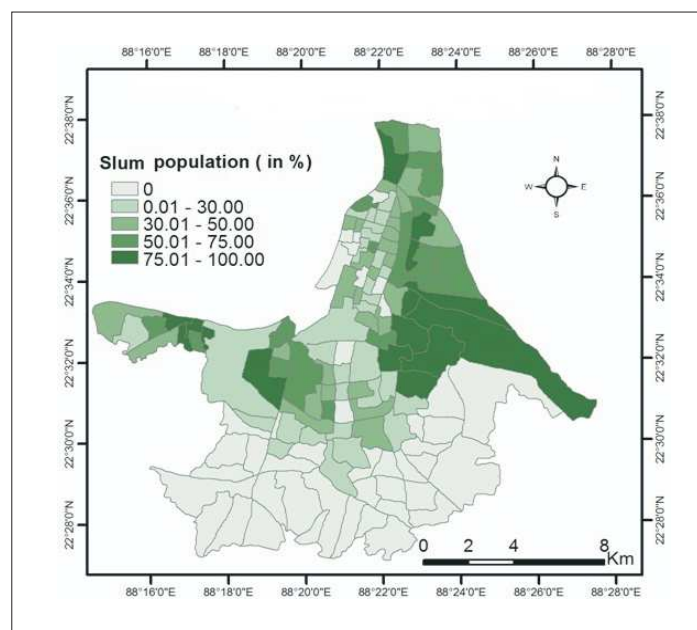 88°16'0"E 88°18'0"E 88°20'0"E 88°22'0"E 88°24'0"E 88°26'0"E 88°28'0"E
22°38'0"N 22°38'0"N
Slum population ( in %)
0
0.01 - 30.00
30.01 - 50.00
50.01 - 75.00
75.01 - 100.00
N
W E
S
22°36'0"N 22°36'0"N
22°34'0"N 22°34'0"N
22°32'0"N 22°32'0"N
22°30'0"N 22°30'0"N
22°28'0"N 22°28'0"N
0 2 4 8
Km
88°16'0"E 88°18'0"E 88°20'0"E 88°22'0"E 88°24'0"E 88°26'0"E 88°28'0"E